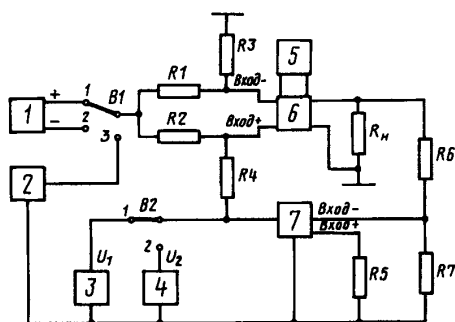 R3
5
R1
Вход-
+
1
B1
1
6
-
2
R2
Вход+
Rн
3
R6
2
R4
B2
1
7
Вход-
Вход+
2
U1
U2
R5
R7
3
4